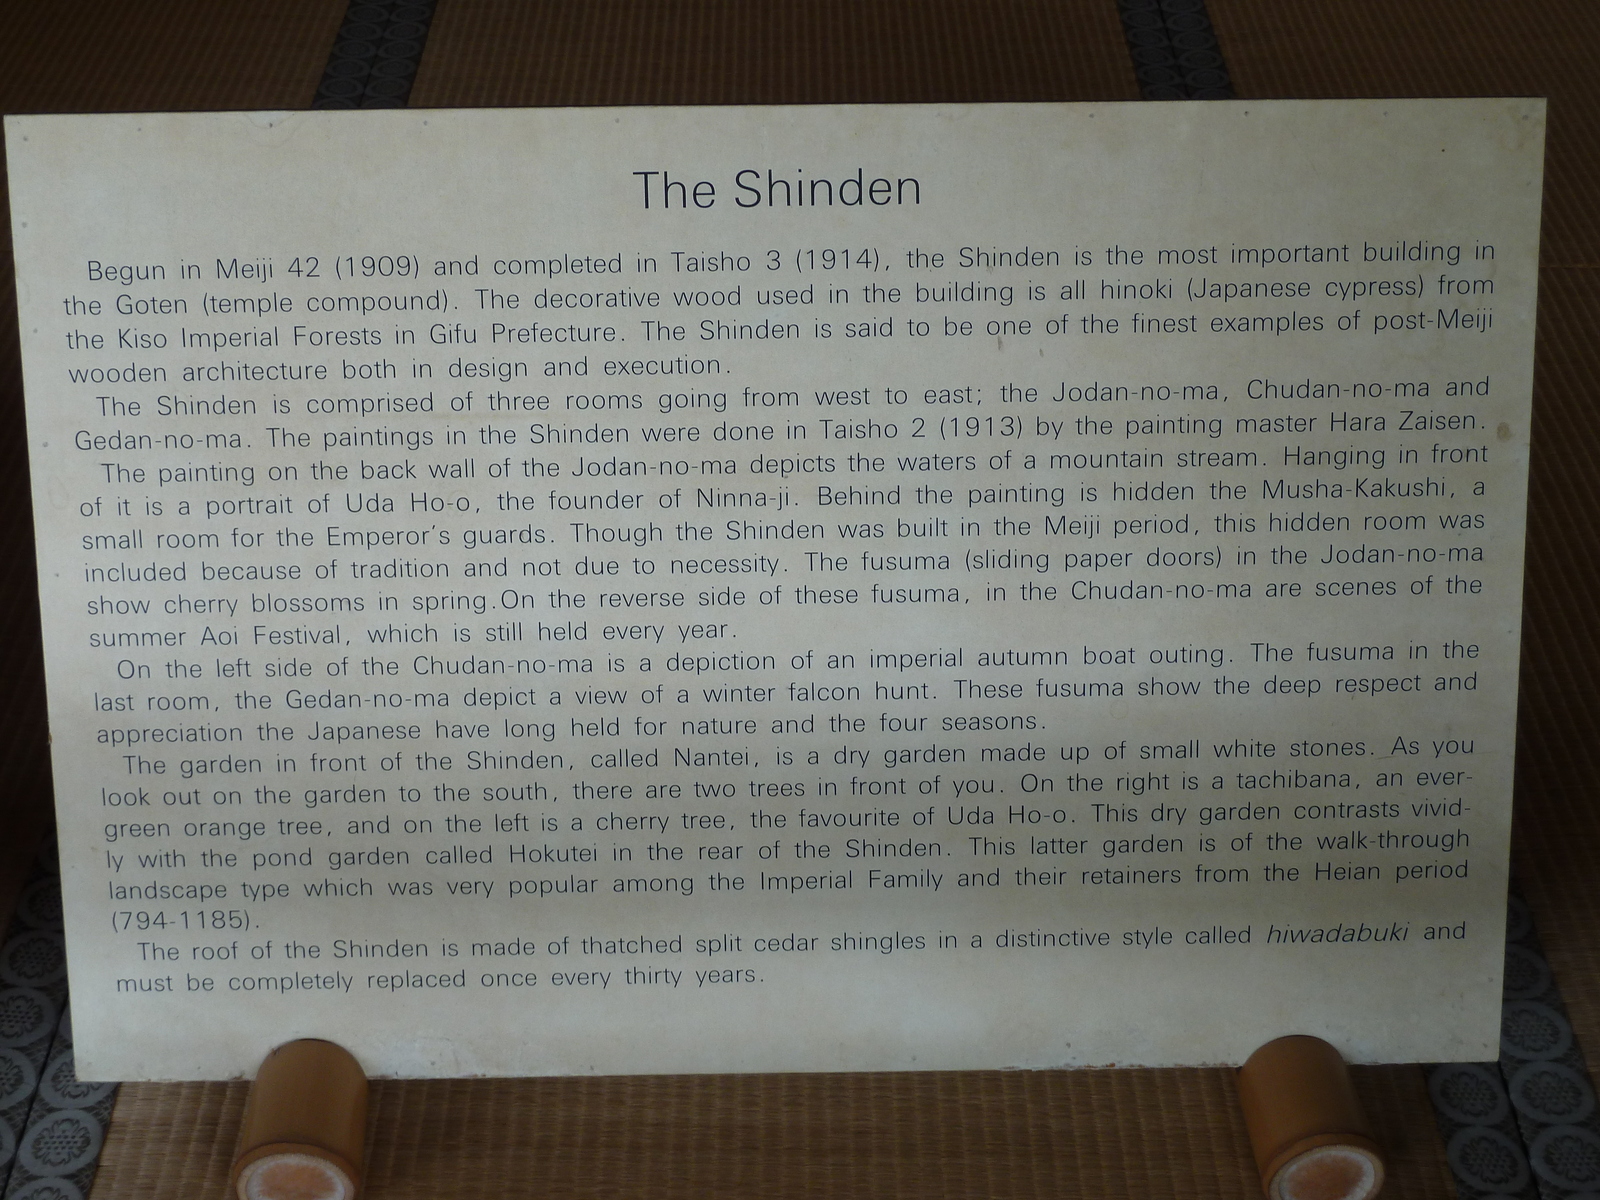 The Shinden
Begun in Meiji 42 (1909) and completed in Taisho 3 (1914), the Shinden is the most important building in
the Goten (temple compound). The decorative wood used in the building is all hinoki (Japanese cypress) from
the Kiso Imperial Forests in Gifu Prefecture. The Shinden is said to be one of the finest examples of post-Meiji
wooden architecture both in design and execution.
The Shinden is comprised of three rooms going from west to east; the Jodan-no-ma, Chudan-no-ma and
Gedan-no-ma. The paintings in the Shinden were done in Taisho 2 (1913) by the painting master Hara Zaisen.
The painting on the back wall of the Jodan-no-ma depicts the waters of a mountain stream. Hanging in front
of it is a portrait of Uda Ho-o, the founder of Ninna-ji. Behind the painting is hidden the Musha-Kakushi, a
small room for the Emperor's guards. Though the Shinden was built in the Meiji period, this hidden room was
included because of tradition and not due to necessity. The fusuma (sliding paper doors) in the Jodan-no-ma
show cherry blossoms in spring.On the reverse side of these fusuma, in the Chudan-no-ma are scenes of the
summer Aoi Festival, which is still held every year.
On the left side of the Chudan-no-ma is a depiction of an imperial autumn boat outing. The fusuma in the
last room, the Gedan-no-ma depict a view of a winter falcon hunt. These fusuma show the deep respect and
appreciation the Japanese have long held for nature and the four seasons.
The garden in front of the Shinden, called Nantei, is a dry garden made up of small white stones. As you
look out on the garden to the south, there are two trees in front of you. On the right is a tachibana, an ever-
green orange tree, and on the left is a cherry tree, the favourite of Uda Ho-o. This dry garden contrasts vivid-
ly with the pond garden called Hokutei in the rear of the Shinden. This latter garden is of the walk-through
landscape type which was very popular among the Imperial Family and their retainers from the Heian period
(794-1185).
The roof of the Shinden is made of thatched split cedar shingles in a distinctive style called hiwadabuki and
must be completely replaced once every thirty years.